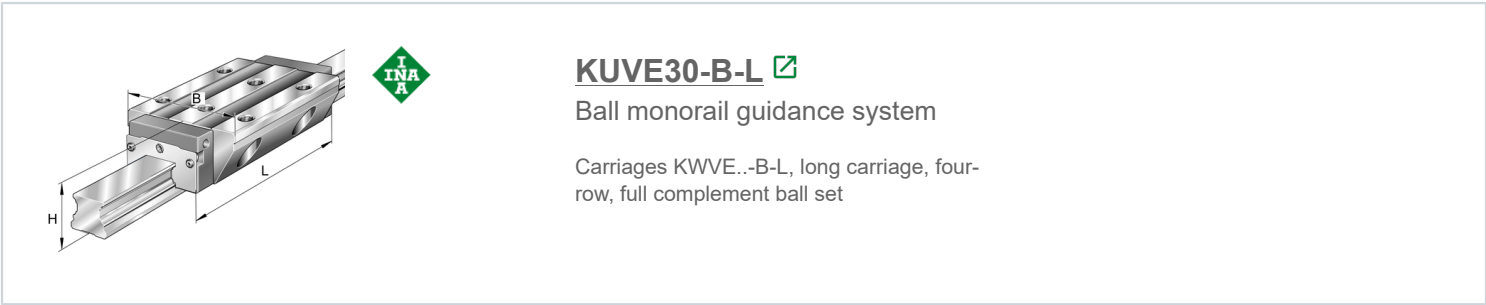 B
L
H
I
INA
A
KUVE30-B-L
Ball monorail guidance system
Carriages KWVE..-B-L, long carriage, four-
row, full complement ball set